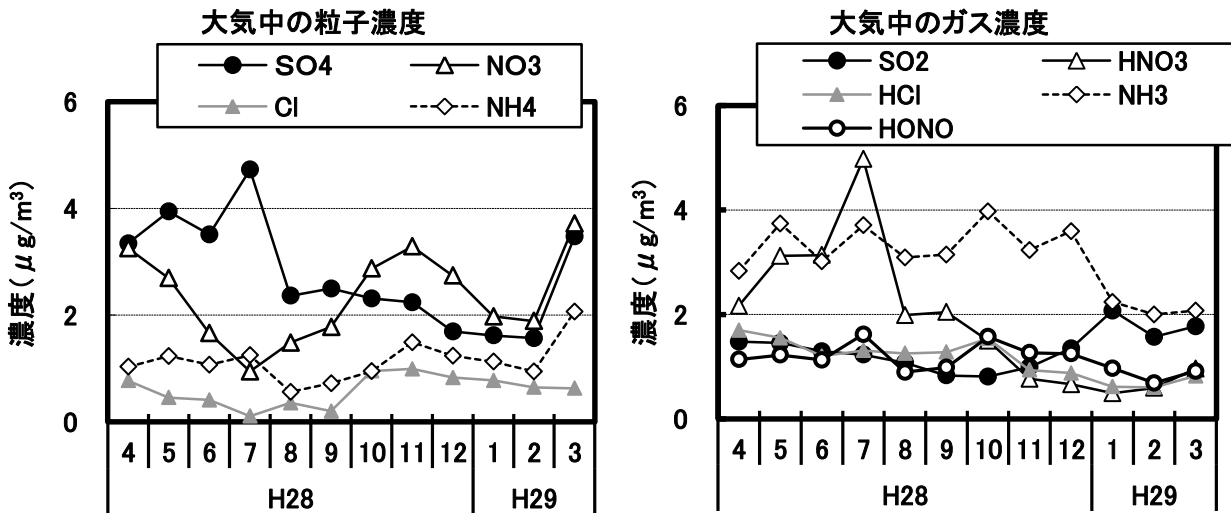 大気中の粒子濃度
SO4 NO3
Cl NH4
濃度(μg/m³)
6
4
2
0
4 5 6 7 8 9 10 11 12 1 2 3
H28 H29
大気中のガス濃度
SO2 HNO3
HCl NH3
HONO
濃度(μg/m³)
6
4
2
0
4 5 6 7 8 9 10 11 12 1 2 3
H28 H29